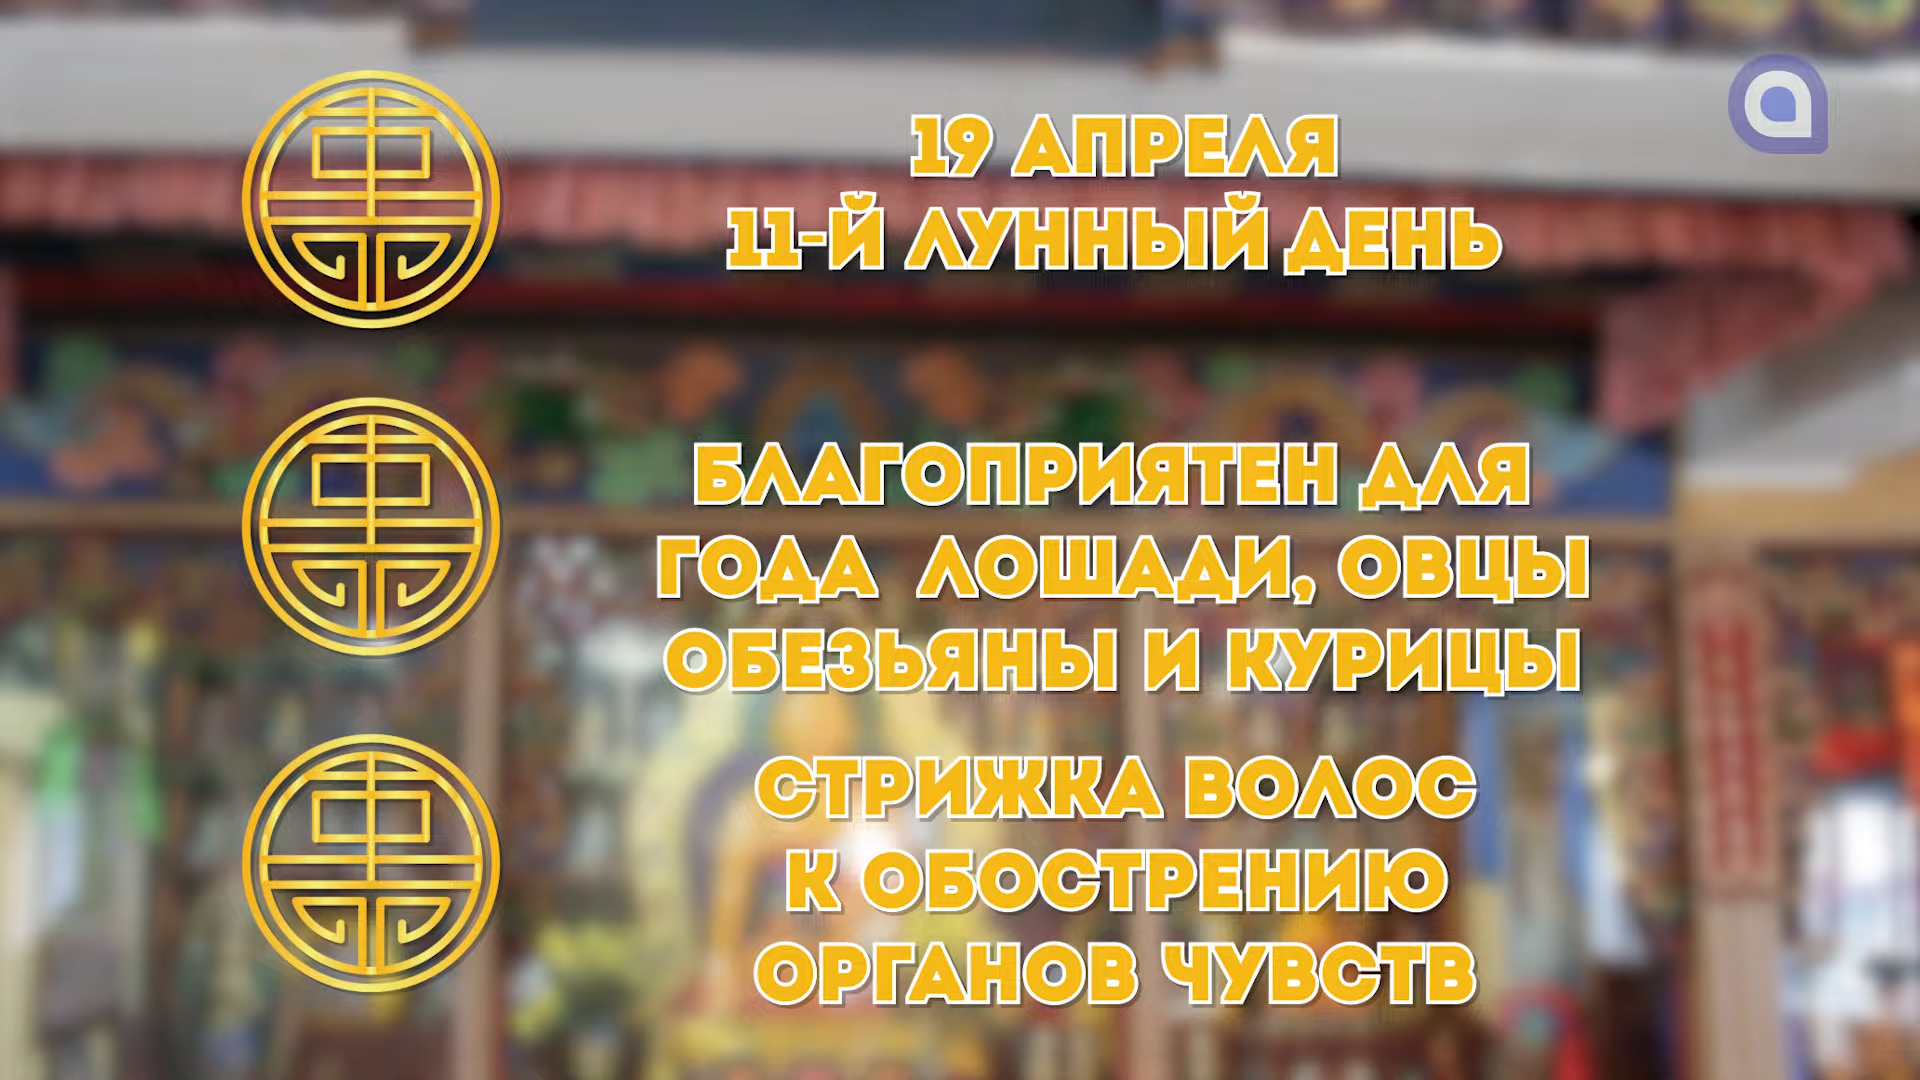 19 АПРЕЛЯ
11-Й ЛУННЫЙ ДЕНЬ
БЛАГОПРИЯТЕН ДЛЯ
ГОДА ЛОШАДИ, ОВЦЫ
ОБЕЗЬЯНЫ И КУРИЦЫ
СТРИЖКА ВОЛОС
К ОБОСТРЕНИЮ
ОРГАНОВ ЧУВСТВ